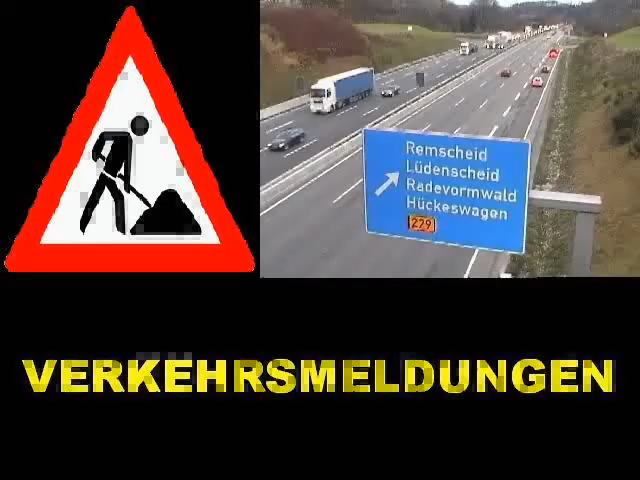 Remscheid
Lüdenscheid
Radevormwald
Hückeswagen
229
VERKEHRSMELDUNGEN